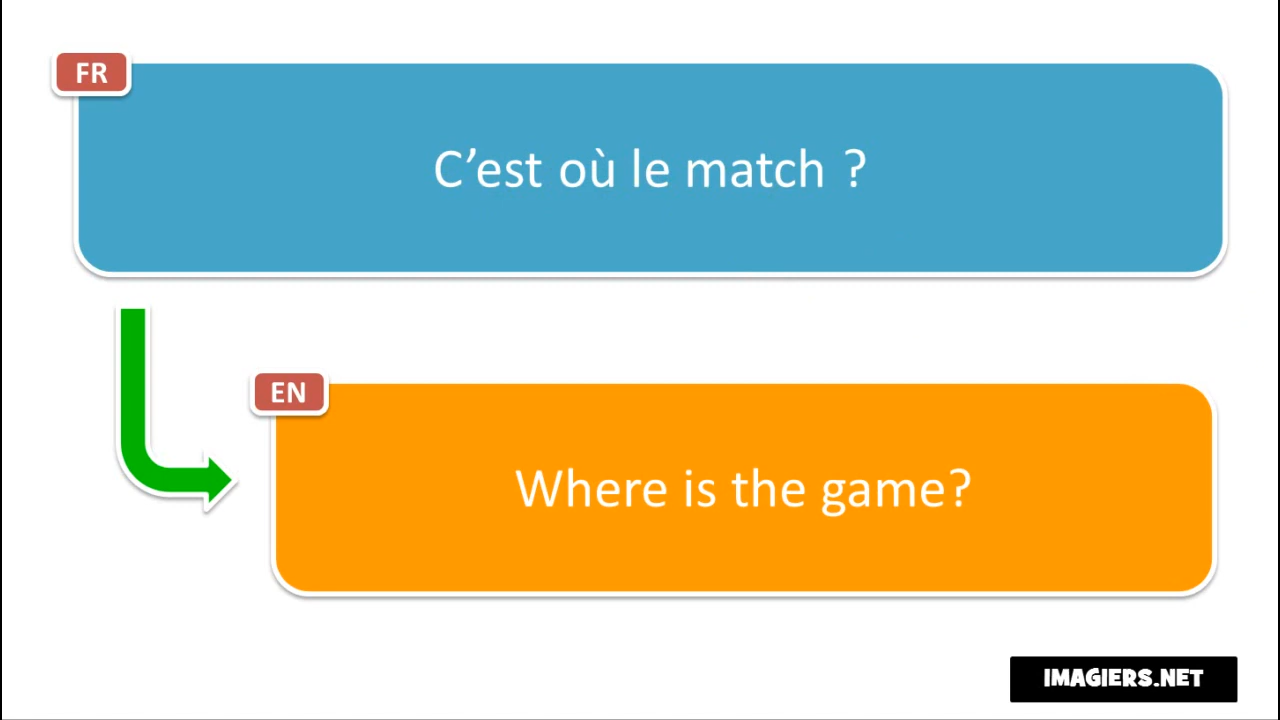 FR
C’est où le match ?
EN
Where is the game?
IMAGIERS.NET